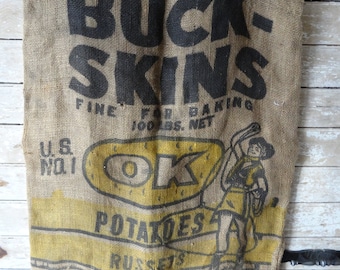 BUCK-
SKINS
FINE FOR BAKING
100 LBS. NET
U.S.
NO. 1
OK
POTATOES
RUSSETS